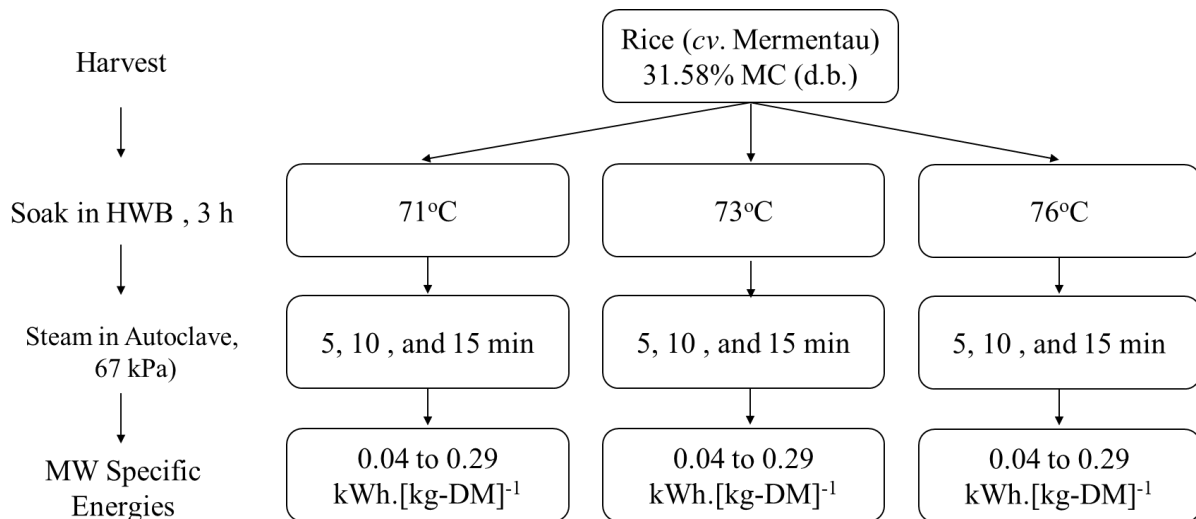 Harvest
Rice (cv. Mermentau)
31.58% MC (d.b.)
Soak in HWB , 3 h
71°C
73°C
76°C
Steam in Autoclave,
67 kPa)
5, 10 , and 15 min
5, 10 , and 15 min
5, 10 , and 15 min
MW Specific
Energies
0.04 to 0.29
kWh.[kg-DM]⁻¹
0.04 to 0.29
kWh.[kg-DM]⁻¹
0.04 to 0.29
kWh.[kg-DM]⁻¹